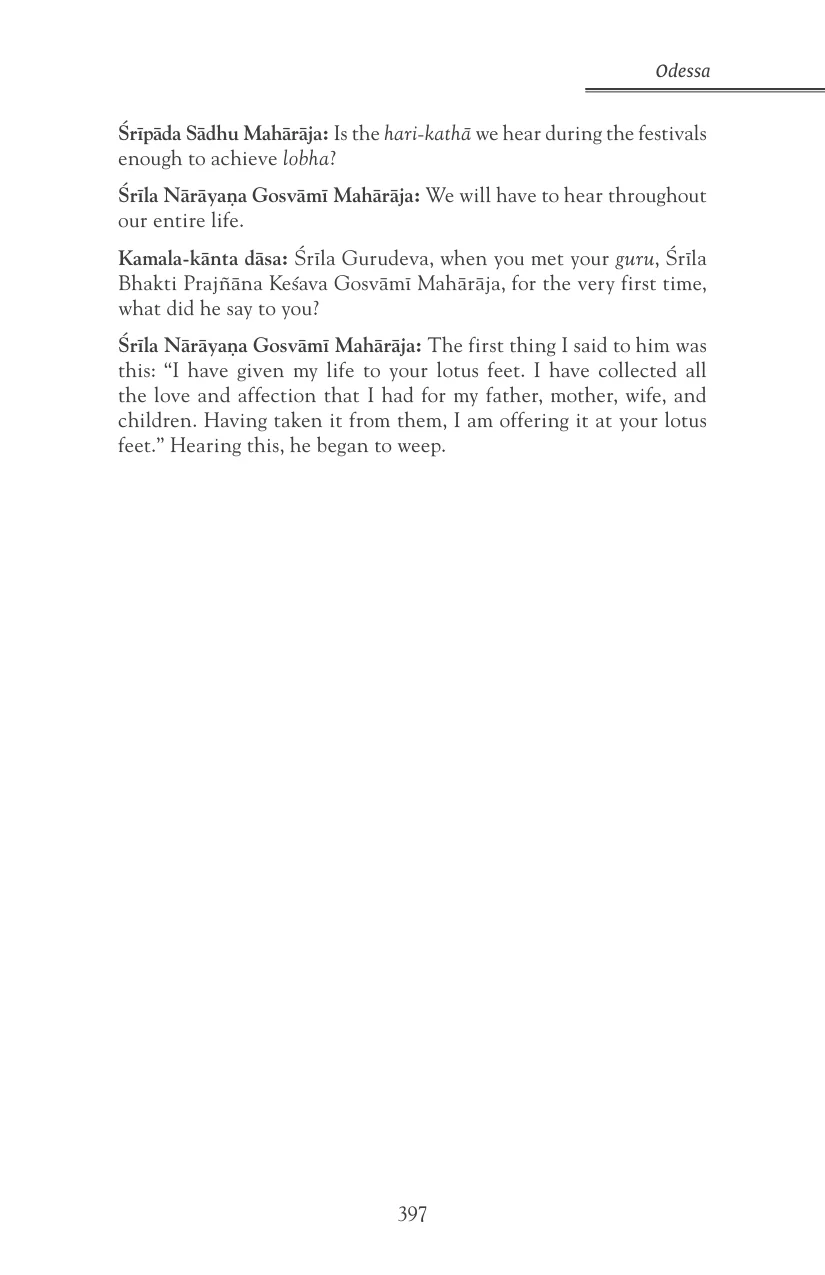 Odessa
Śrīpāda Sādhu Mahārāja: Is the hari-kathā we hear during the festivals
enough to achieve lobha?
Śrīla Nārāyaṇa Gosvāmī Mahārāja: We will have to hear throughout
our entire life.
Kamala-kānta dāsa: Śrīla Gurudeva, when you met your guru, Śrīla
Bhakti Prajñāna Keśava Gosvāmī Mahārāja, for the very first time,
what did he say to you?
Śrīla Nārāyaṇa Gosvāmī Mahārāja: The first thing I said to him was
this: “I have given my life to your lotus feet. I have collected all
the love and affection that I had for my father, mother, wife, and
children. Having taken it from them, I am offering it at your lotus
feet.” Hearing this, he began to weep.
397